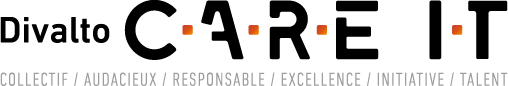 Divalto C·A·R·E I·T
COLLECTIF / AUDACIEUX / RESPONSABLE / EXCELLENCE / INITIATIVE / TALENT